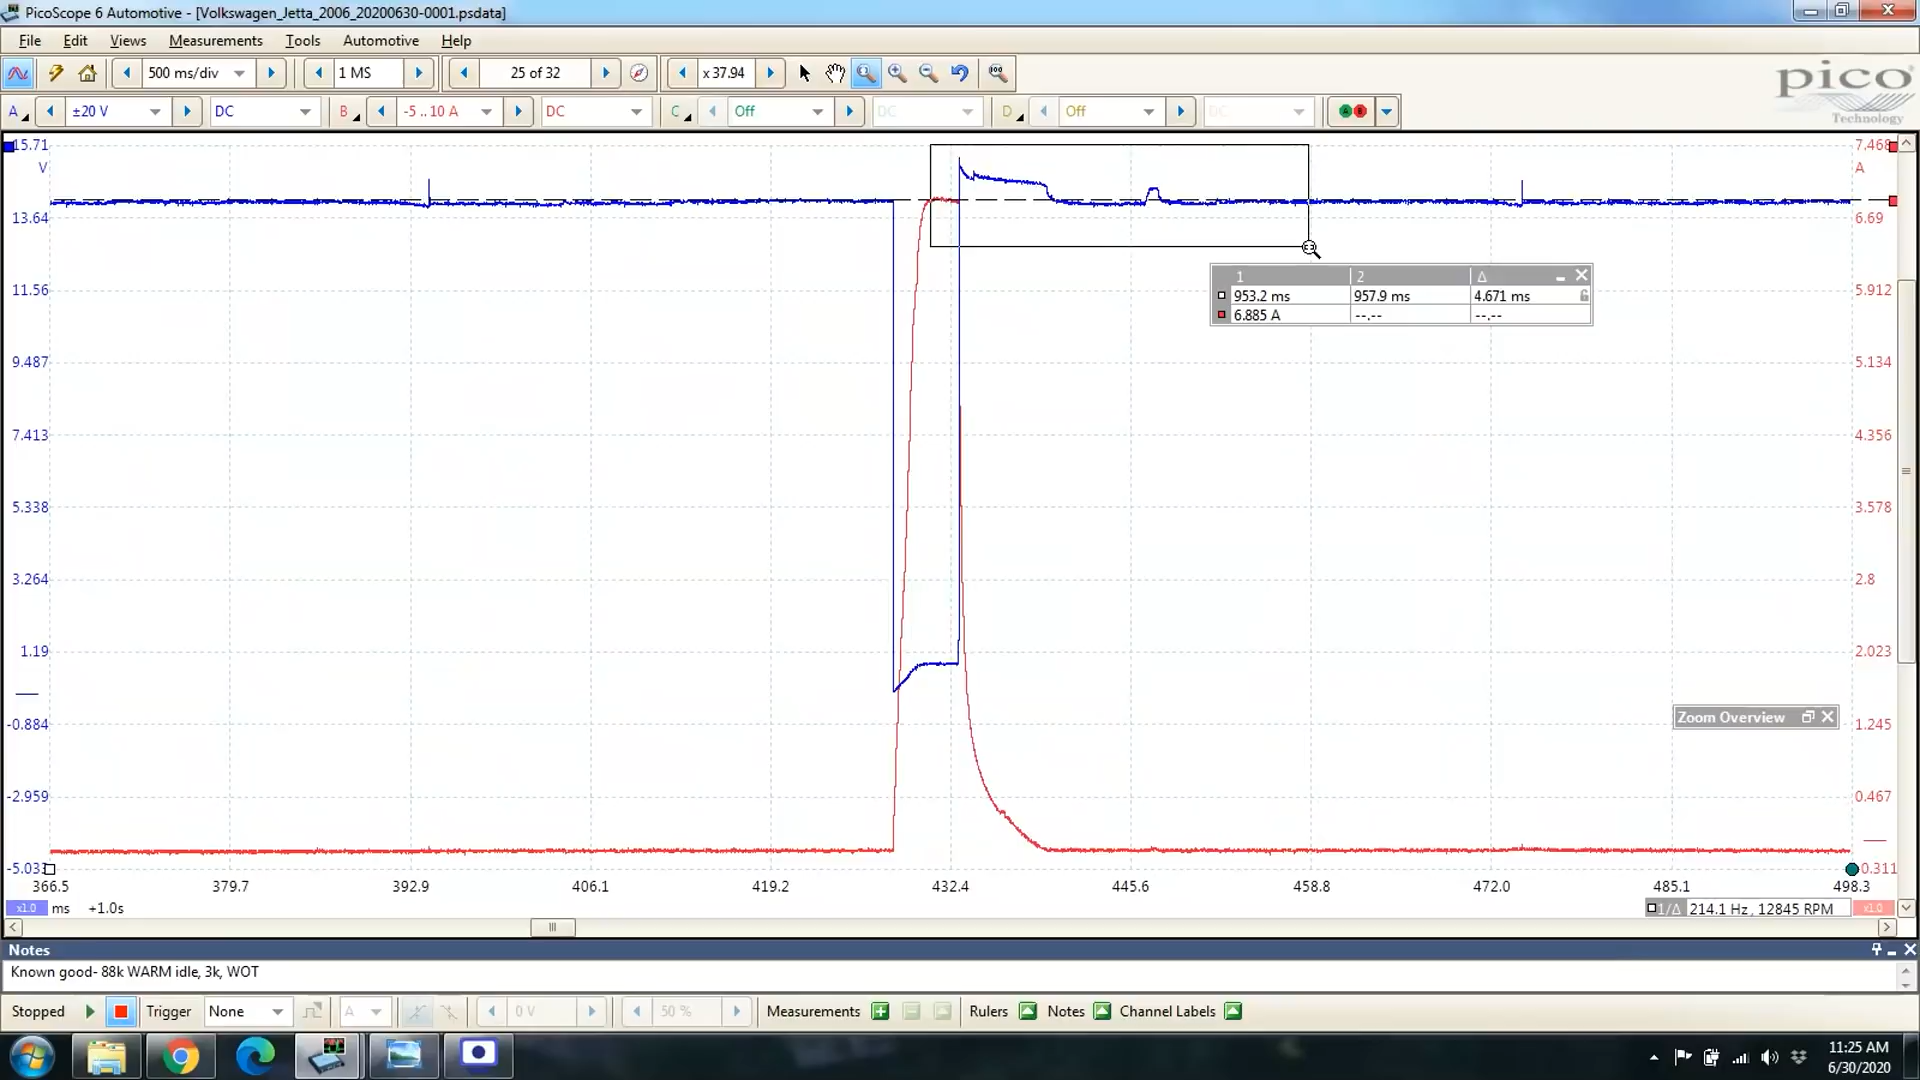 PicoScope 6 Automotive - [Volkswagen_Jetta_2006_20200630-0001.psdata]
File Edit Views Measurements Tools Automotive Help
500 ms/div 1 MS 25 of 32 x 37.94
pico
Technology
A ±20 V DC B -5 .. 10 A DC C Off DC D Off DC
15.71 7.468
V A
13.64 6.69
11.56 5.912
1 2 Δ
953.2 ms 957.9 ms 4.671 ms
6.885 A --.-- --.--
9.487 5.134
7.413 4.356
5.338 3.578
3.264 2.8
1.19 2.023
Zoom Overview
-0.884 1.245
-2.959 0.467
-5.033 0.311
366.5 379.7 392.9 406.1 419.2 432.4 445.6 458.8 472.0 485.1 498.3
x1.0 ms +1.0s 1/Δ 214.1 Hz, 12845 RPM x1.0
Notes
Known good- 88k WARM idle, 3k, WOT
Stopped Trigger None A 0 V 50 % Measurements Rulers Notes Channel Labels
11:25 AM
6/30/2020